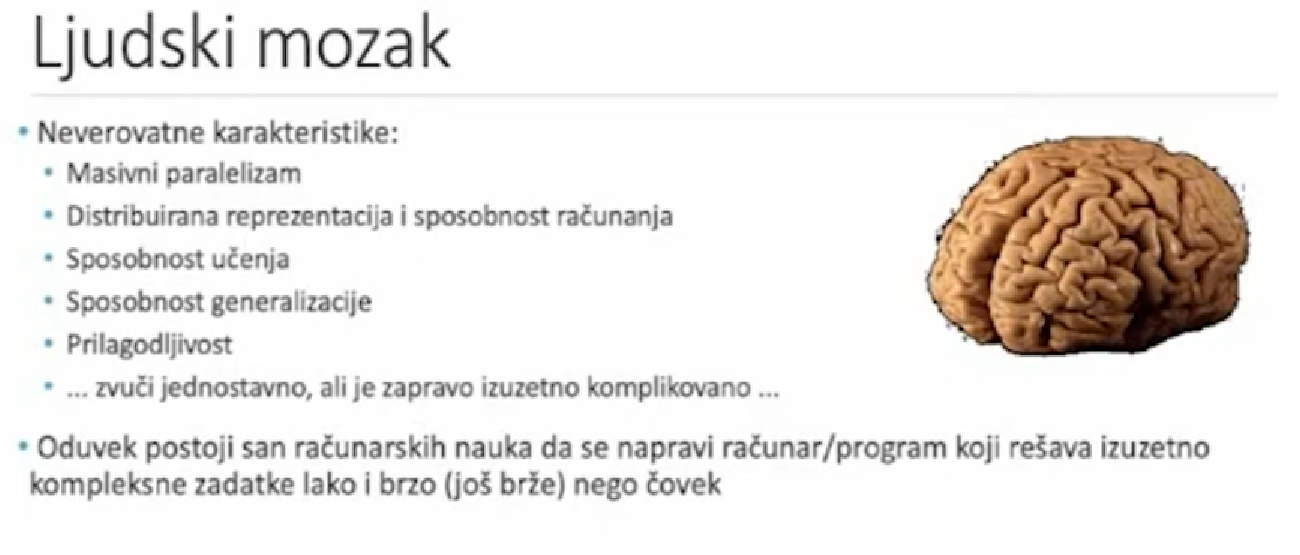 Ljudski mozak
• Neverovatne karakteristike:
• Masivni paralelizam
• Distribuirana reprezentacija i sposobnost računanja
• Sposobnost učenja
• Sposobnost generalizacije
• Prilagodljivost
• ... zvuči jednostavno, ali je zapravo izuzetno komplikovano ...
• Oduvek postoji san računarskih nauka da se napravi računar/program koji rešava izuzetno
kompleksne zadatke lako i brzo (još brže) nego čovek